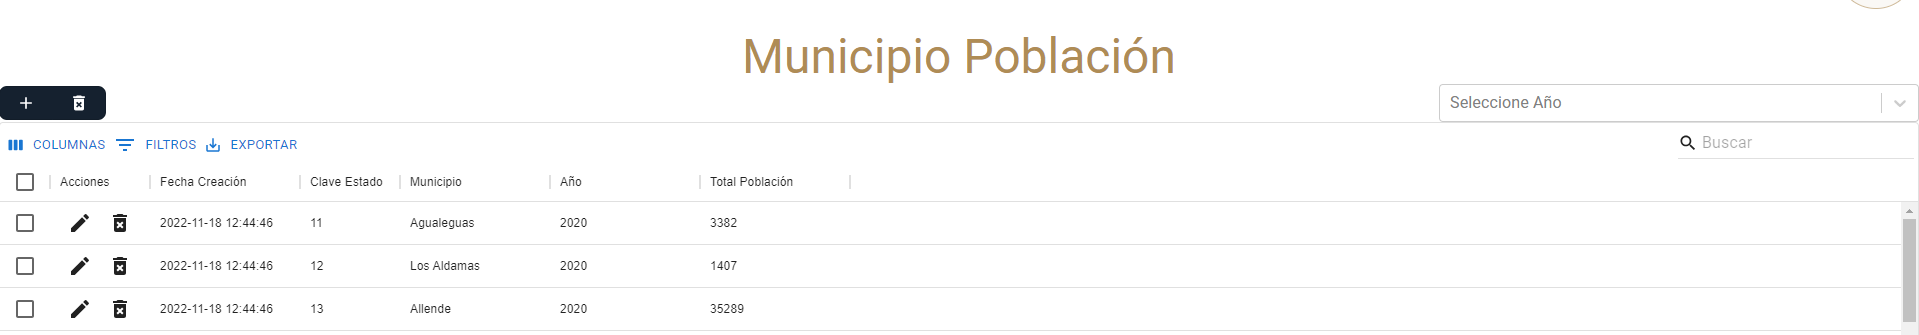 Municipio Población
Seleccione Año
COLUMNAS FILTROS EXPORTAR Buscar
Acciones Fecha Creación Clave Estado Municipio Año Total Población
2022-11-18 12:44:46 11 Agualeguas 2020 3382
2022-11-18 12:44:46 12 Los Aldamas 2020 1407
2022-11-18 12:44:46 13 Allende 2020 35289